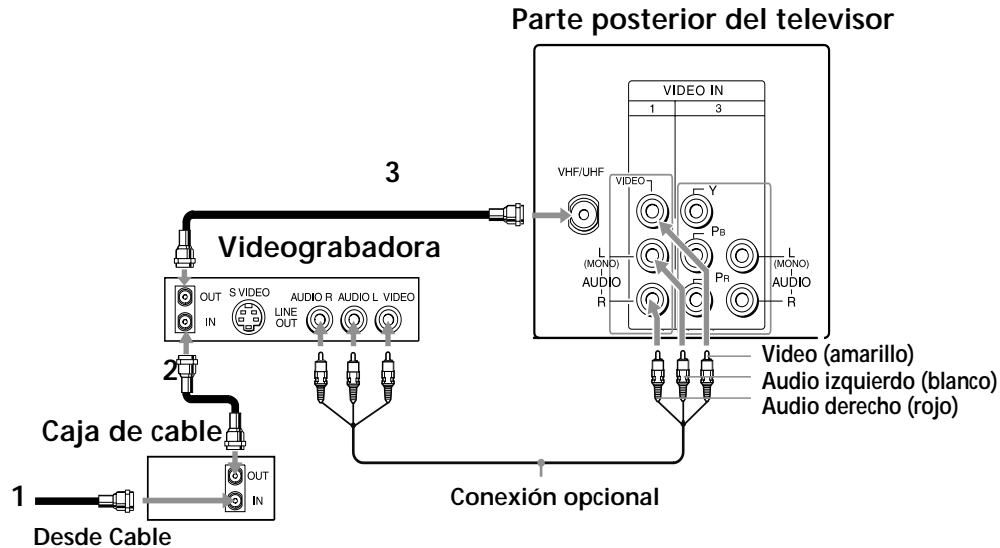 Parte posterior del televisor
VIDEO IN
1 3
3
VHF/UHF
VIDEO
Y
PB
L
(MONO)
AUDIO
R
PR
L
(MONO)
AUDIO
R
Videograbadora
OUT
IN
S VIDEO
LINE
OUT
AUDIO R AUDIO L VIDEO
Video (amarillo)
Audio izquierdo (blanco)
Audio derecho (rojo)
2
Caja de cable
OUT
IN
1
Desde Cable
Conexión opcional